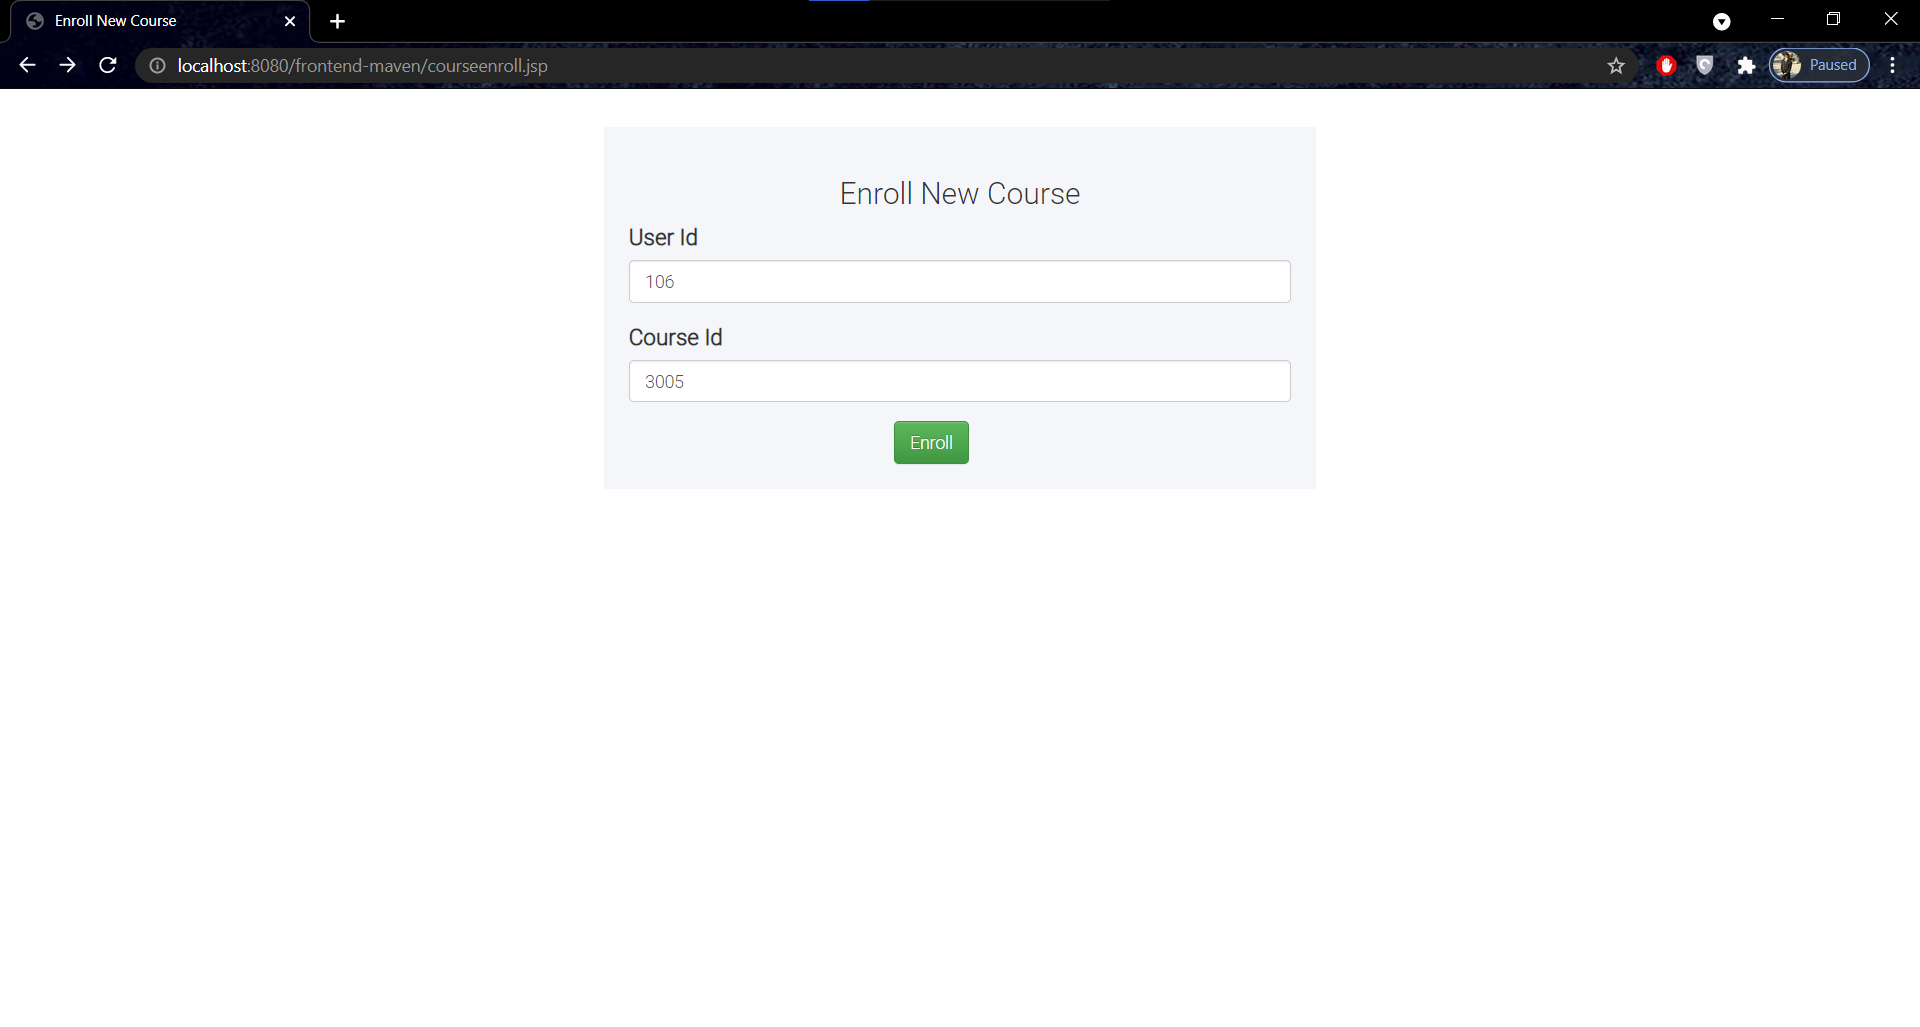 Enroll New Course
localhost:8080/frontend-maven/courseenroll.jsp
Paused
Enroll New Course
User Id
106
Course Id
3005
Enroll